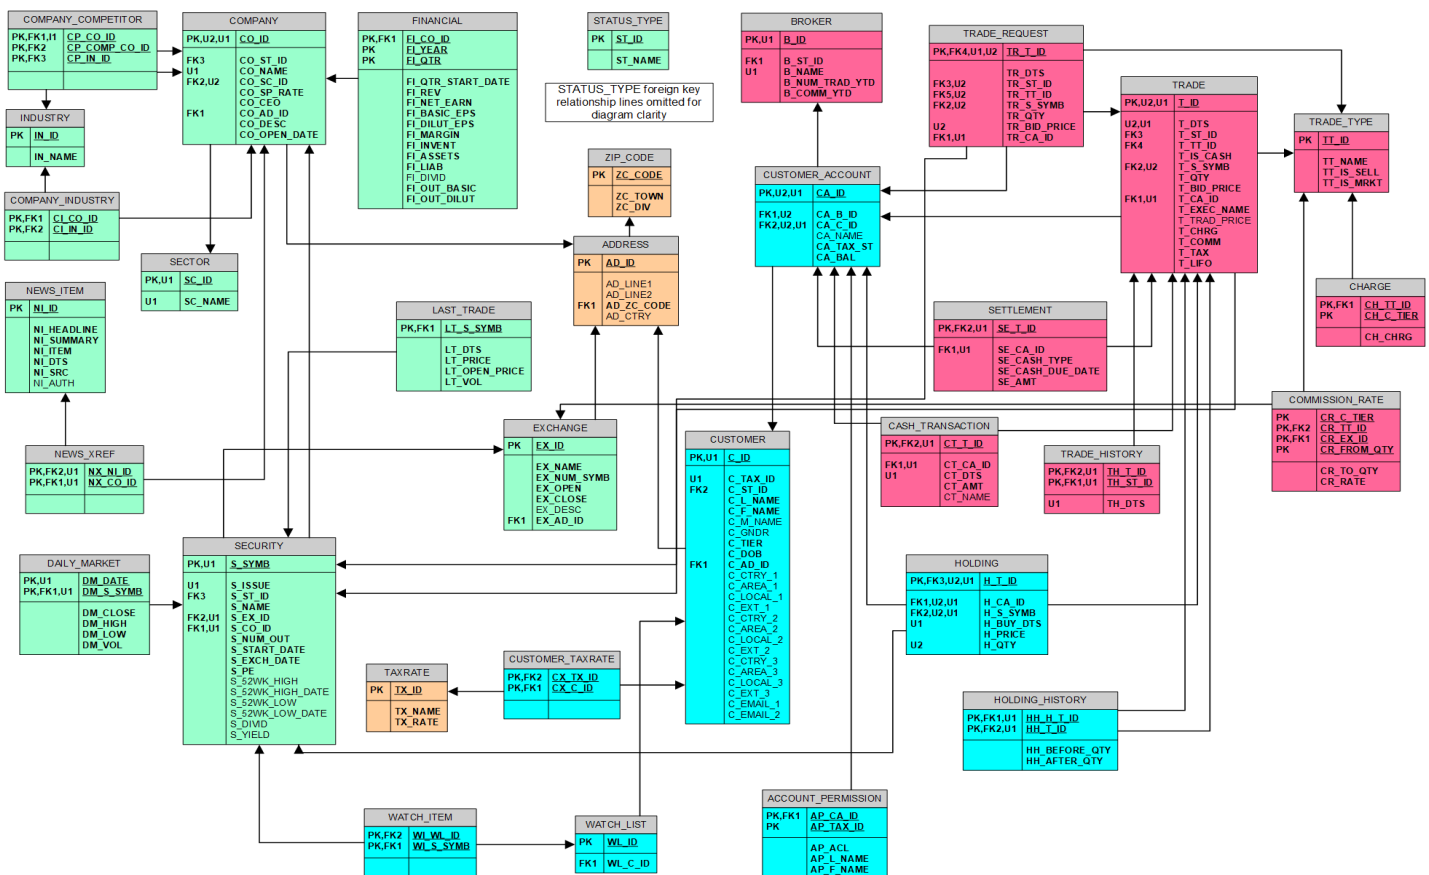 COMPANY_COMPETITOR
PK,FK1,I1 CP_CO_ID
PK,FK2 CP_COMP_CO_ID
PK,FK3 CP_IN_ID
COMPANY
PK,U2,U1 CO_ID
FK3 CO_ST_ID
U1 CO_NAME
FK2,U2 CO_SC_ID
CO_SP_RATE
CO_CEO
FK1 CO_AD_ID
CO_DESC
CO_OPEN_DATE
FINANCIAL
PK,FK1 FI_CO_ID
PK FI_YEAR
PK FI_QTR
FI_QTR_START_DATE
FI_REV
FI_NET_EARN
FI_BASIC_EPS
FI_DILUT_EPS
FI_MARGIN
FI_INVENT
FI_ASSETS
FI_LIAB
FI_DIVID
FI_OUT_BASIC
FI_OUT_DILUT
STATUS_TYPE
PK ST_ID
ST_NAME
STATUS_TYPE foreign key
relationship lines omitted for
diagram clarity
BROKER
PK,U1 B_ID
FK1 B_ST_ID
U1 B_NAME
B_NUM_TRAD_YTD
B_COMM_YTD
TRADE_REQUEST
PK,FK4,U1,U2 TR_T_ID
TR_DTS
FK3,U2 TR_ST_ID
FK5,U2 TR_TT_ID
FK2,U2 TR_S_SYMB
TR_QTY
U2 TR_BID_PRICE
FK1,U1 TR_CA_ID
TRADE
PK,U2,U1 T_ID
U2,U1 T_DTS
FK3 T_ST_ID
FK4 T_TT_ID
T_IS_CASH
FK2,U2 T_S_SYMB
T_QTY
T_BID_PRICE
FK1,U1 T_CA_ID
T_EXEC_NAME
T_TRAD_PRICE
T_CHRG
T_COMM
T_TAX
T_LIFO
TRADE_TYPE
PK TT_ID
TT_NAME
TT_IS_SELL
TT_IS_MRKT
INDUSTRY
PK IN_ID
IN_NAME
COMPANY_INDUSTRY
PK,FK1 CI_CO_ID
PK,FK2 CI_IN_ID
ZIP_CODE
PK ZC_CODE
ZC_TOWN
ZC_DIV
CUSTOMER_ACCOUNT
PK,U2,U1 CA_ID
FK1,U2 CA_B_ID
FK2,U2,U1 CA_C_ID
CA_NAME
CA_TAX_ST
CA_BAL
SECTOR
PK,U1 SC_ID
U1 SC_NAME
ADDRESS
PK AD_ID
AD_LINE1
AD_LINE2
FK1 AD_ZC_CODE
AD_CTRY
NEWS_ITEM
PK NI_ID
NI_HEADLINE
NI_SUMMARY
NI_ITEM
NI_DTS
NI_SRC
NI_AUTH
LAST_TRADE
PK,FK1 LT_S_SYMB
LT_DTS
LT_PRICE
LT_OPEN_PRICE
LT_VOL
SETTLEMENT
PK,FK2,U1 SE_T_ID
FK1,U1 SE_CA_ID
SE_CASH_TYPE
SE_CASH_DUE_DATE
SE_AMT
CHARGE
PK,FK1 CH_TT_ID
PK CH_C_TIER
CH_CHRG
COMMISSION_RATE
PK CR_C_TIER
PK,FK2 CR_TT_ID
PK,FK1 CR_EX_ID
PK CR_FROM_QTY
CR_TO_QTY
CR_RATE
NEWS_XREF
PK,FK2,U1 NX_NI_ID
PK,FK1,U1 NX_CO_ID
EXCHANGE
PK EX_ID
EX_NAME
EX_NUM_SYMB
EX_OPEN
EX_CLOSE
EX_DESC
FK1 EX_AD_ID
CUSTOMER
PK,U1 C_ID
U1 C_TAX_ID
FK2 C_ST_ID
C_L_NAME
C_F_NAME
C_M_NAME
C_GNDR
C_TIER
C_DOB
FK1 C_AD_ID
C_CTRY_1
C_AREA_1
C_LOCAL_1
C_EXT_1
C_CTRY_2
C_AREA_2
C_LOCAL_2
C_EXT_2
C_CTRY_3
C_AREA_3
C_LOCAL_3
C_EXT_3
C_EMAIL_1
C_EMAIL_2
CASH_TRANSACTION
PK,FK2,U1 CT_T_ID
FK1,U1 CT_CA_ID
U1 CT_DTS
CT_AMT
CT_NAME
TRADE_HISTORY
PK,FK2,U1 TH_T_ID
PK,FK1,U1 TH_ST_ID
U1 TH_DTS
DAILY_MARKET
PK,U1 DM_DATE
PK,FK1,U1 DM_S_SYMB
DM_CLOSE
DM_HIGH
DM_LOW
DM_VOL
SECURITY
PK,U1 S_SYMB
U1 S_ISSUE
FK3 S_ST_ID
S_NAME
FK2,U1 S_EX_ID
FK1,U1 S_CO_ID
S_NUM_OUT
S_START_DATE
S_EXCH_DATE
S_PE
S_52WK_HIGH
S_52WK_HIGH_DATE
S_52WK_LOW
S_52WK_LOW_DATE
S_DIVID
S_YIELD
HOLDING
PK,FK3,U2,U1 H_T_ID
FK1,U2,U1 H_CA_ID
FK2,U2,U1 H_S_SYMB
U1 H_BUY_DTS
H_PRICE
U2 H_QTY
TAXRATE
PK TX_ID
TX_NAME
TX_RATE
CUSTOMER_TAXRATE
PK,FK2 CX_TX_ID
PK,FK1 CX_C_ID
HOLDING_HISTORY
PK,FK1,U1 HH_H_T_ID
PK,FK2,U1 HH_T_ID
HH_BEFORE_QTY
HH_AFTER_QTY
WATCH_ITEM
PK,FK2 WI_WL_ID
PK,FK1 WI_S_SYMB
WATCH_LIST
PK WL_ID
FK1 WL_C_ID
ACCOUNT_PERMISSION
PK,FK1 AP_CA_ID
PK AP_TAX_ID
AP_ACL
AP_L_NAME
AP_F_NAME